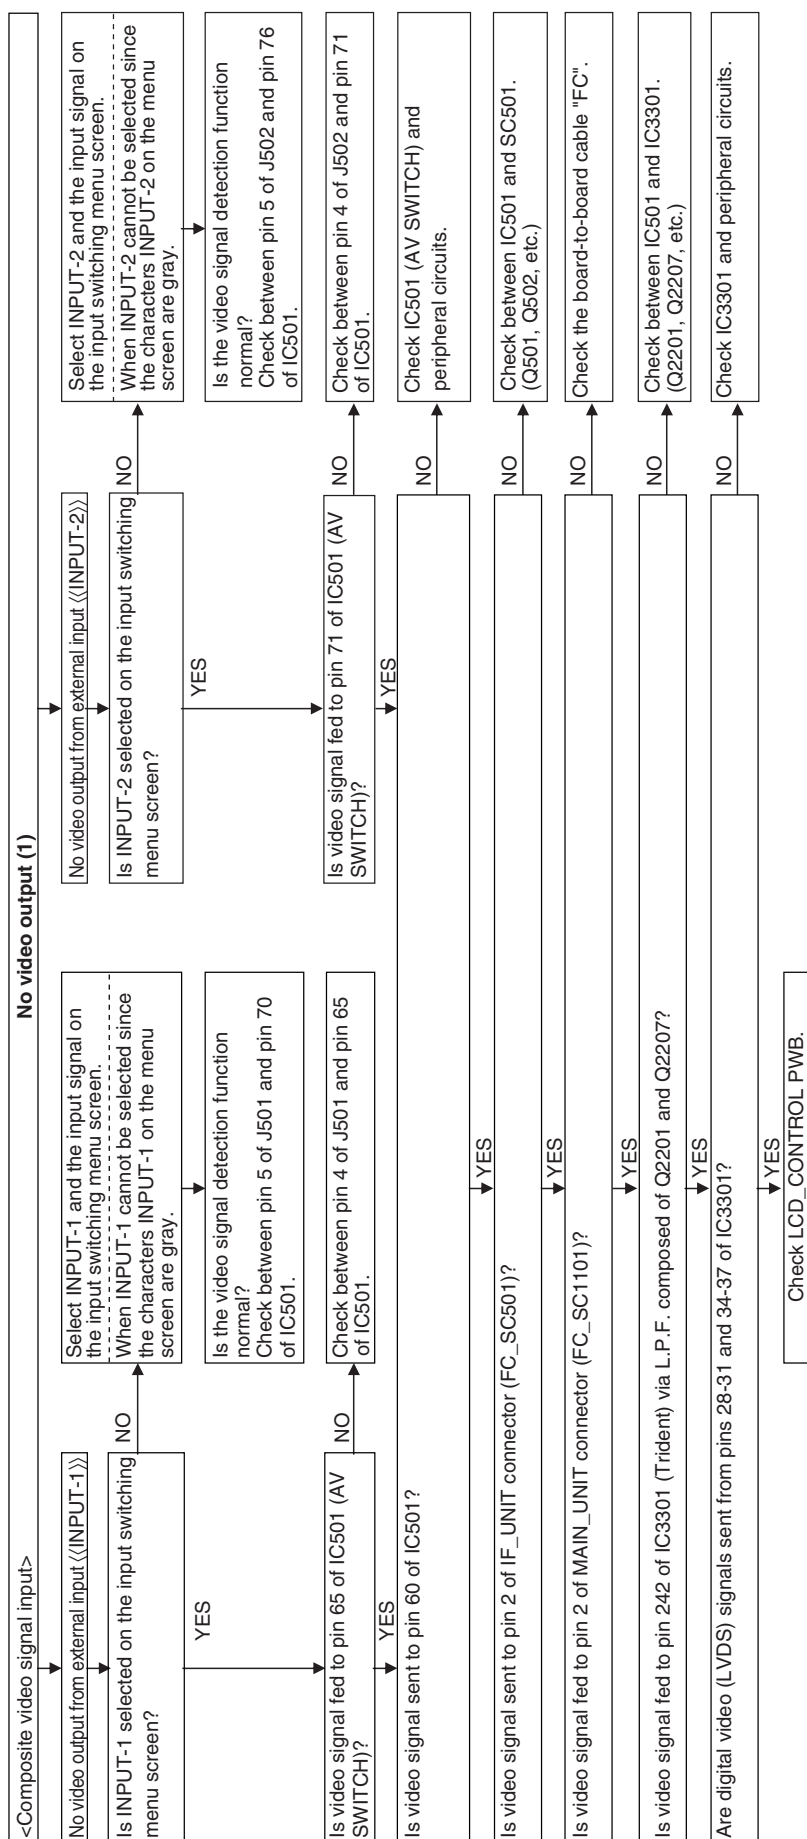 No video output (1)
<Composite video signal input>
No video output from external input 《INPUT-1》
Is INPUT-1 selected on the input switching
menu screen?
NO
Select INPUT-1 and the input signal on
the input switching menu screen.
When INPUT-1 cannot be selected since
the characters INPUT-1 on the menu
screen are gray.
YES
Is the video signal detection function
normal?
Check between pin 5 of J501 and pin 70
of IC501.
Is video signal fed to pin 65 of IC501 (AV
SWITCH)?
NO
Check between pin 4 of J501 and pin 65
of IC501.
YES
No video output from external input 《INPUT-2》
Is INPUT-2 selected on the input switching
menu screen?
NO
Select INPUT-2 and the input signal on
the input switching menu screen.
When INPUT-2 cannot be selected since
the characters INPUT-2 on the menu
screen are gray.
YES
Is the video signal detection function
normal?
Check between pin 5 of J502 and pin 76
of IC501.
Is video signal fed to pin 71 of IC501 (AV
SWITCH)?
NO
Check between pin 4 of J502 and pin 71
of IC501.
YES
Is video signal sent to pin 60 of IC501?
NO
Check IC501 (AV SWITCH) and
peripheral circuits.
YES
Is video signal sent to pin 2 of IF_UNIT connector (FC_SC501)?
NO
Check between IC501 and SC501.
(Q501, Q502, etc.)
YES
Is video signal fed to pin 2 of MAIN_UNIT connector (FC_SC1101)?
NO
Check the board-to-board cable "FC".
YES
Is video signal fed to pin 242 of IC3301 (Trident) via L.P.F. composed of Q2201 and Q2207?
NO
Check between IC501 and IC3301.
(Q2201, Q2207, etc.)
YES
Are digital video (LVDS) signals sent from pins 28-31 and 34-37 of IC3301?
NO
Check IC3301 and peripheral circuits.
YES
Check LCD_CONTROL PWB.